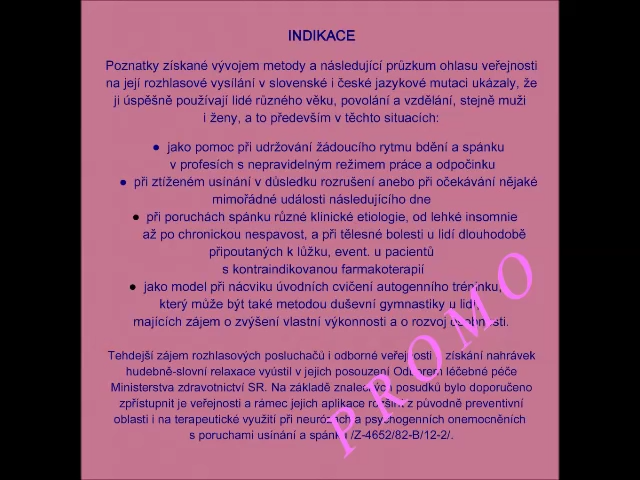 INDIKACE
Poznatky získané vývojem metody a následující průzkum ohlasu veřejnosti
na její rozhlasové vysílání v slovenské i české jazykové mutaci ukázaly, že
ji úspěšně používají lidé různého věku, povolání a vzdělání, stejně muži
i ženy, a to především v těchto situacích:
● jako pomoc při udržování žádoucího rytmu bdění a spánku
v profesích s nepravidelným režimem práce a odpočinku
● při ztíženém usínání v důsledku rozrušení anebo při očekávání nějaké
mimořádné události následujícího dne
● při poruchách spánku různé klinické etiologie, od lehké insomnie
až po chronickou nespavost, a při tělesné bolesti u lidí dlouhodobě
připoutaných k lůžku, event. u pacientů
s kontraindikovanou farmakoterapií
● jako model při nácviku úvodních cvičení autogenního tréninku,
který může být také metodou duševní gymnastiky u lidí,
majících zájem o zvýšení vlastní výkonnosti a o rozvoj osobnosti.
Tehdejší zájem rozhlasových posluchačů i odborné veřejnosti o získání nahrávek
hudebně-slovní relaxace vyústil v jejich posouzení Odborem léčebné péče
Ministerstva zdravotnictví SR. Na základě znaleckých posudků bylo doporučeno
zpřístupnit je veřejnosti a rámec jejich aplikace rozšířit z původně preventivní
oblasti i na terapeutické využití při neurózách a psychogenních onemocněních
s poruchami usínání a spánku /Z-4652/82-B/12-2/.
PROMO